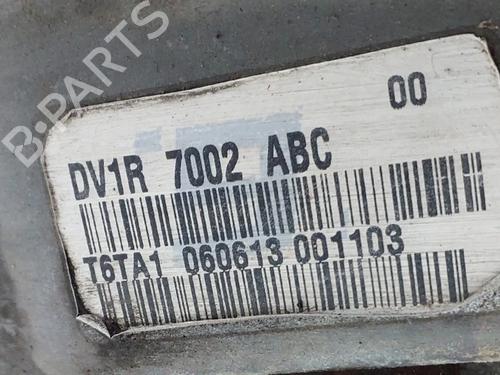 B-PARTS
00
DV1R 7002 ABC
T6TA1 060613 001103